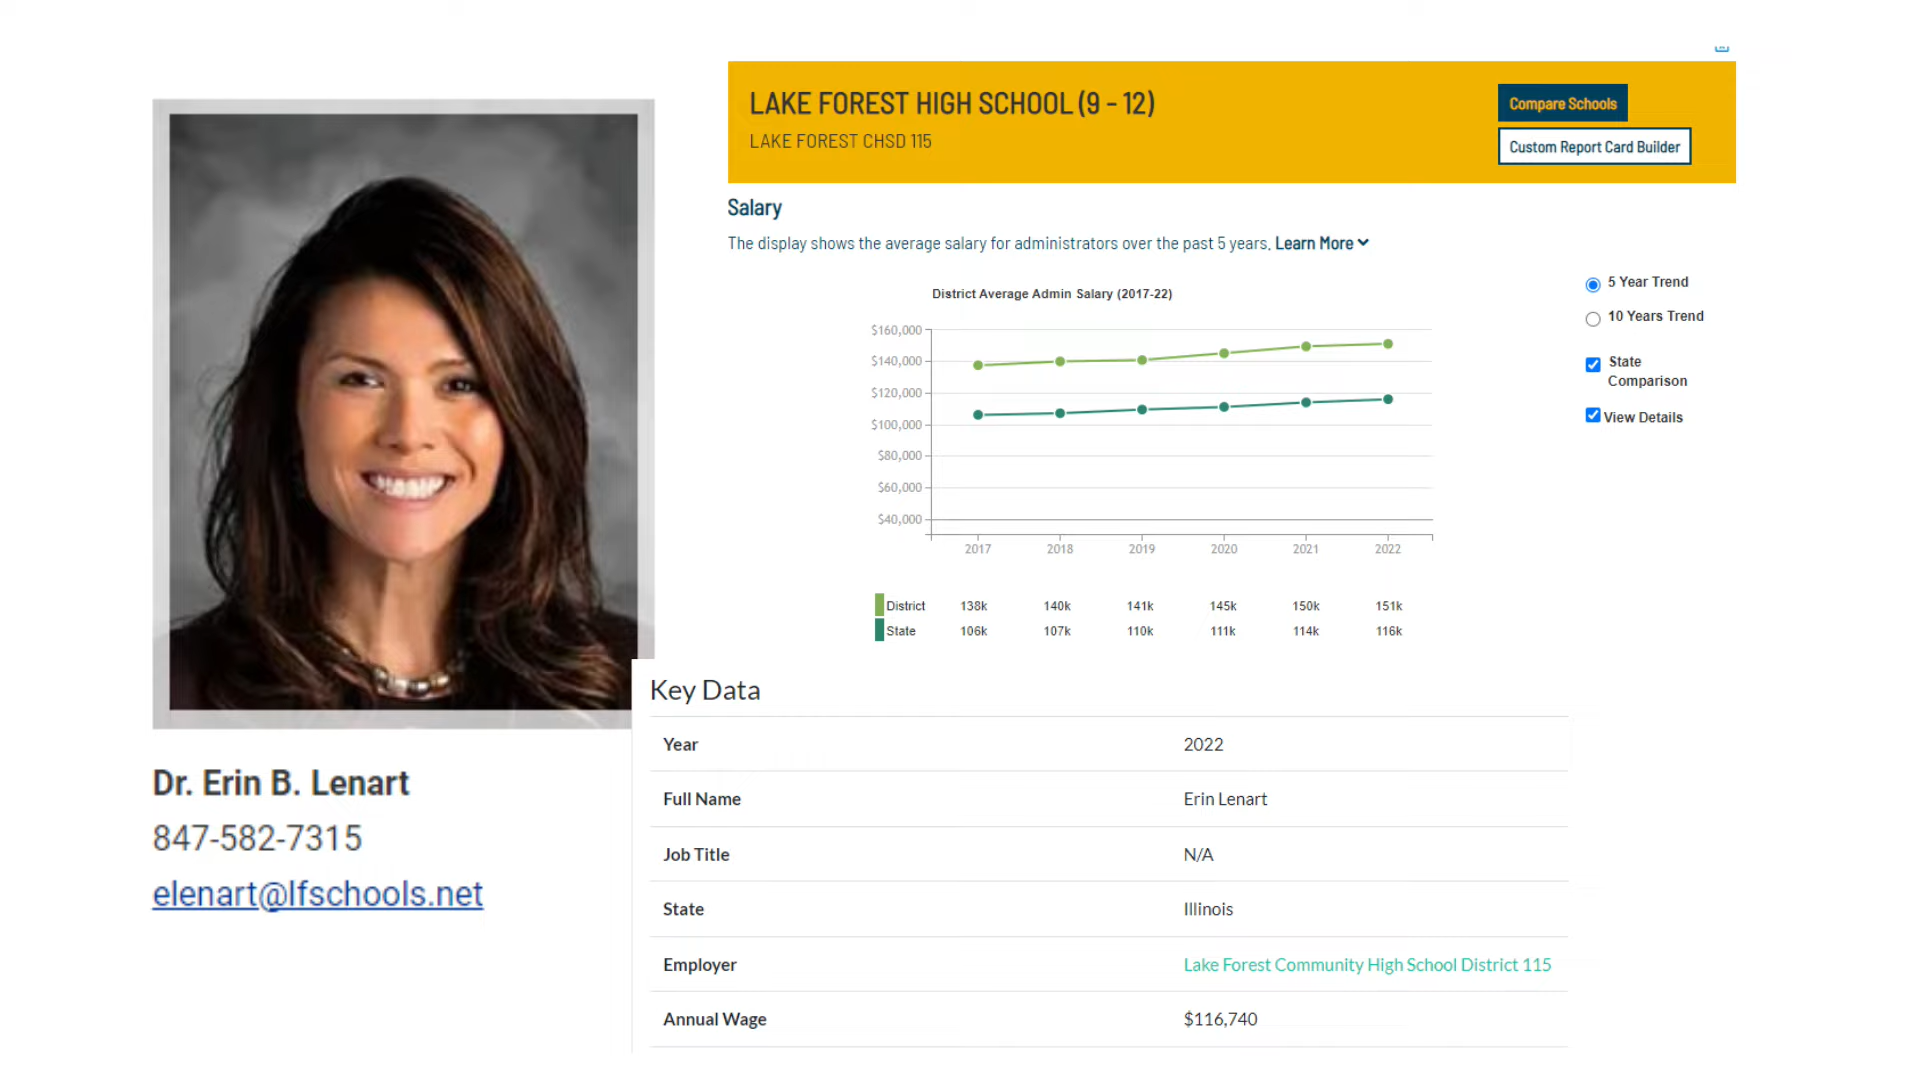 LAKE FOREST HIGH SCHOOL (9 - 12)
LAKE FOREST CHSD 115
Compare Schools
Custom Report Card Builder
Salary
The display shows the average salary for administrators over the past 5 years. Learn More
District Average Admin Salary (2017-22)
5 Year Trend
10 Years Trend
State
Comparison
View Details
$160,000
$140,000
$120,000
$100,000
$80,000
$60,000
$40,000
2017 2018 2019 2020 2021 2022
District 138k 140k 141k 145k 150k 151k
State 106k 107k 110k 111k 114k 116k
Dr. Erin B. Lenart
847-582-7315
elenart@lfschools.net
Key Data
Year 2022
Full Name Erin Lenart
Job Title N/A
State Illinois
Employer Lake Forest Community High School District 115
Annual Wage $116,740